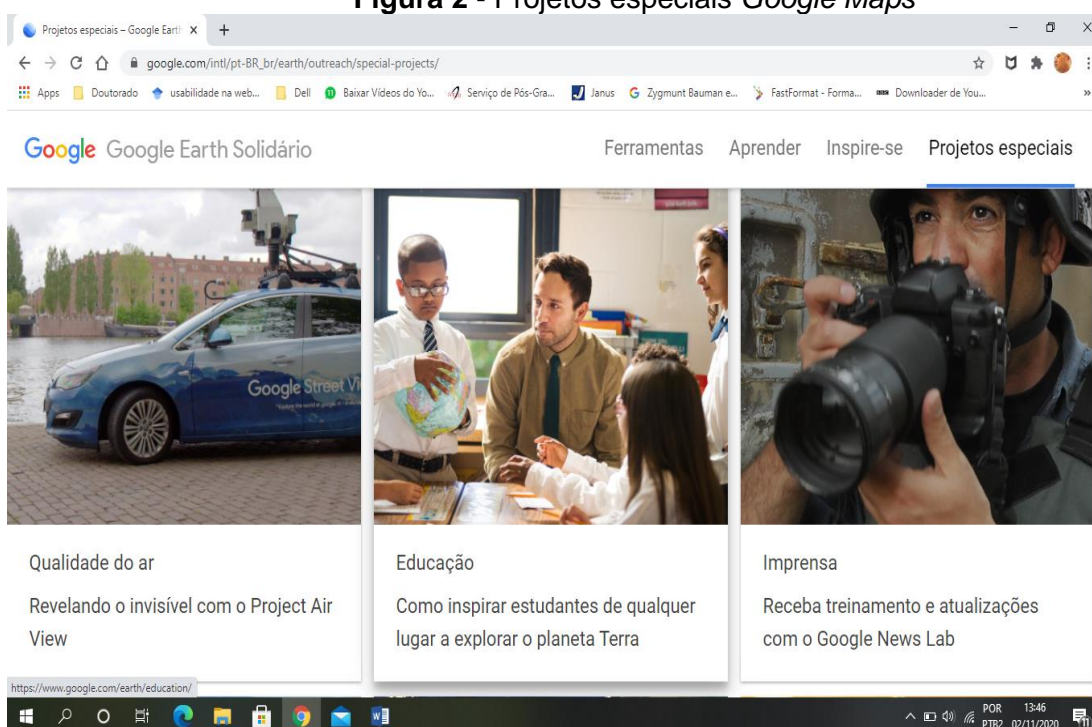 Figura 2 - Projetos especiais Google Maps
Projetos especiais – Google Earth
google.com/intl/pt-BR_br/earth/outreach/special-projects/
Apps Doutorado usabilidade na web... Dell Baixar Vídeos do Yo... Serviço de Pós-Gra... Janus Zygmunt Bauman e... FastFormat - Forma... Downloader de You... »
Google Google Earth Solidário Ferramentas Aprender Inspire-se Projetos especiais
Google Street Vi
Qualidade do ar
Revelando o invisível com o Project Air
View
Educação
Como inspirar estudantes de qualquer
lugar a explorar o planeta Terra
Imprensa
Receba treinamento e atualizações
com o Google News Lab
https://www.google.com/earth/education/
POR 13:46
PTB2 02/11/2020